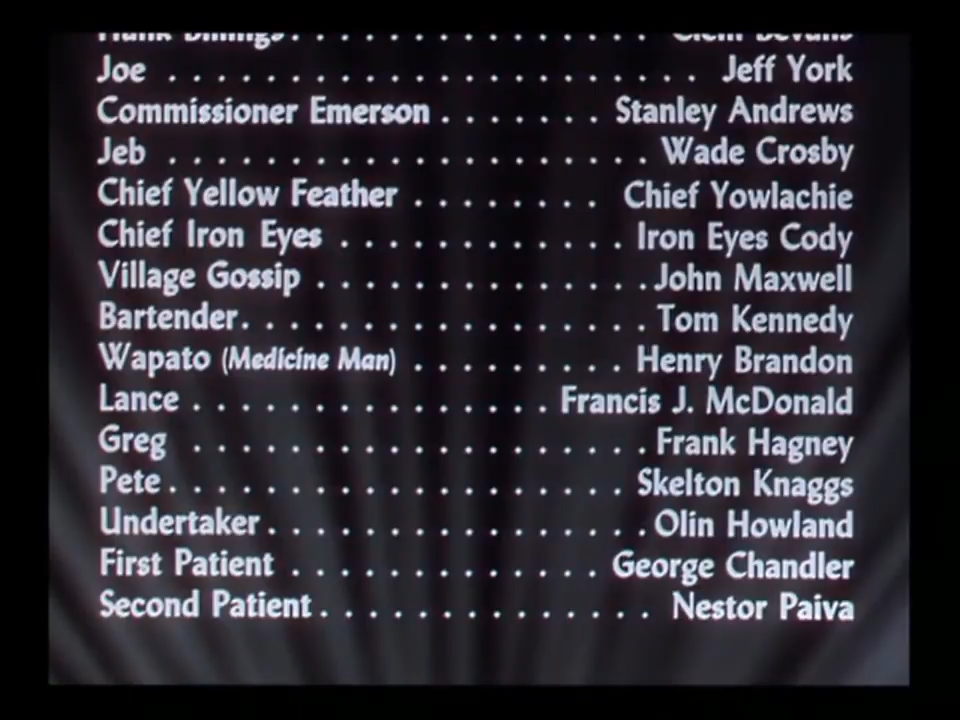 Joe . . . . . . . . . . . . . . . . . . . . . . Jeff York
Commissioner Emerson . . . . . . . Stanley Andrews
Jeb . . . . . . . . . . . . . . . . . . . . Wade Crosby
Chief Yellow Feather . . . . . . . . Chief Yowlachie
Chief Iron Eyes . . . . . . . . . . . . Iron Eyes Cody
Village Gossip . . . . . . . . . . . . . . John Maxwell
Bartender. . . . . . . . . . . . . . . . . Tom Kennedy
Wapato (Medicine Man) . . . . . . . . . Henry Brandon
Lance . . . . . . . . . . . . . . . Francis J. McDonald
Greg . . . . . . . . . . . . . . . . . . . Frank Hagney
Pete. . . . . . . . . . . . . . . . . . . Skelton Knaggs
Undertaker. . . . . . . . . . . . . . . . Olin Howland
First Patient . . . . . . . . . . . . . George Chandler
Second Patient. . . . . . . . . . . . . . Nestor Paiva